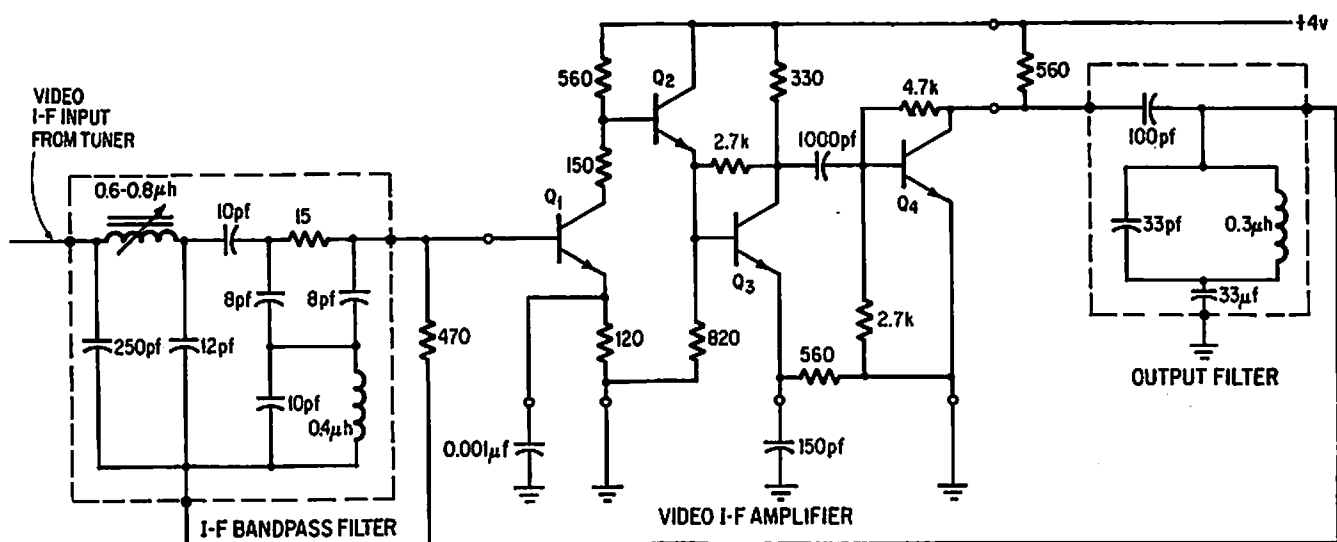 +4v
560
Q2
330
560
VIDEO
I-F INPUT
FROM TUNER
4.7k
1000pf
100pf
2.7k
150
0.6-0.8μh
10pf
15
Q1
Q4
33pf
0.3μh
Q3
8pf
8pf
33μf
250pf
12pf
470
120
820
2.7k
560
OUTPUT FILTER
10pf
0.4μh
0.001μf
150pf
I-F BANDPASS FILTER
VIDEO I-F AMPLIFIER